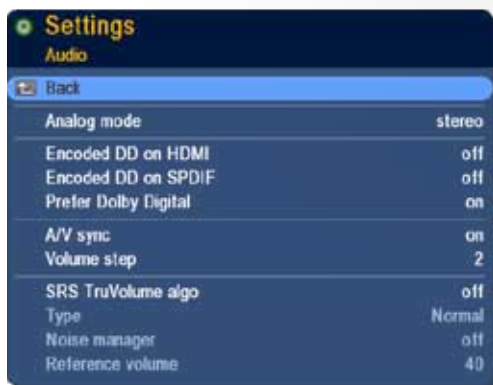 Settings
Audio
Back
Analog mode stereo
Encoded DD on HDMI off
Encoded DD on SPDIF off
Prefer Dolby Digital on
A/V sync on
Volume step 2
SRS TruVolume algo off
Type Normal
Noise manager off
Reference volume 40